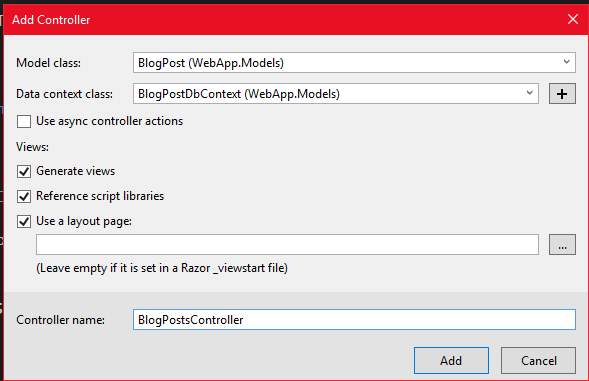 Add Controller
Model class: BlogPost (WebApp.Models)
Data context class: BlogPostDbContext (WebApp.Models) +
Use async controller actions
Views:
Generate views
Reference script libraries
Use a layout page:
...
(Leave empty if it is set in a Razor _viewstart file)
Controller name: BlogPostsController
Add Cancel